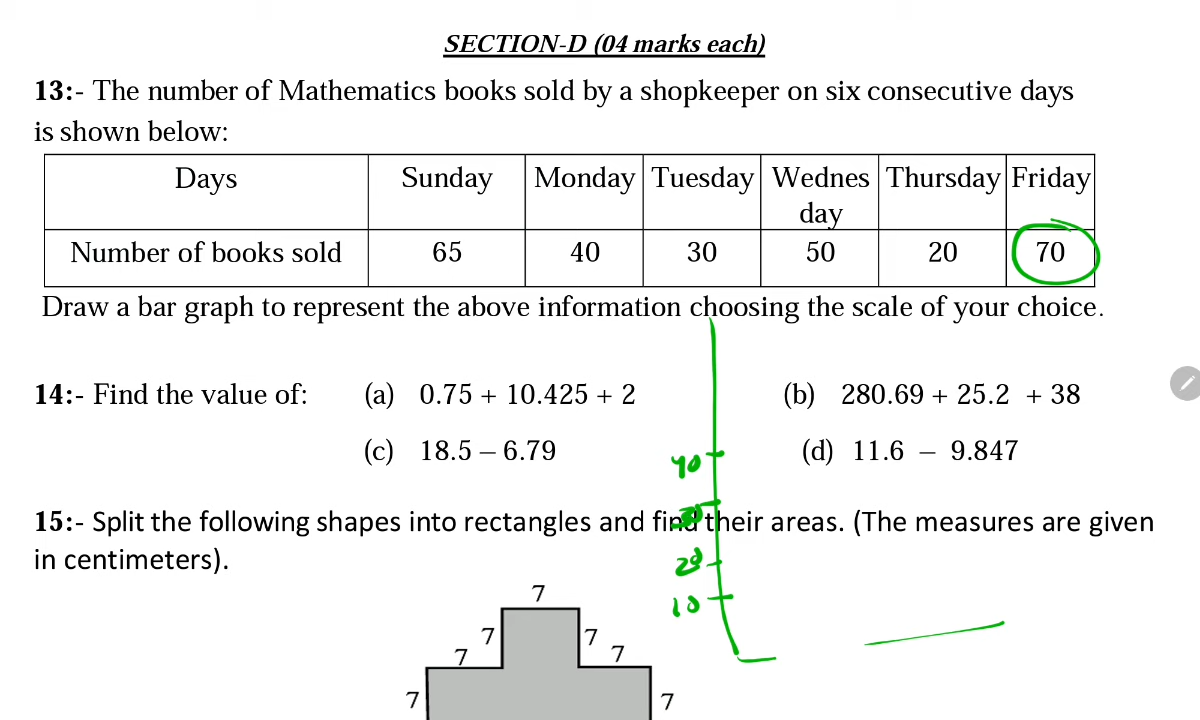 SECTION-D (04 marks each)
13:- The number of Mathematics books sold by a shopkeeper on six consecutive days
is shown below:
Days Sunday Monday Tuesday Wednes day Thursday Friday
Number of books sold 65 40 30 50 20 70
Draw a bar graph to represent the above information choosing the scale of your choice.
14:- Find the value of: (a) 0.75 + 10.425 + 2 (b) 280.69 + 25.2 + 38
(c) 18.5 – 6.79 (d) 11.6 – 9.847
40
15:- Split the following shapes into rectangles and find their areas. (The measures are given
30
in centimeters).
20
10
7
7 7
7 7
7 7